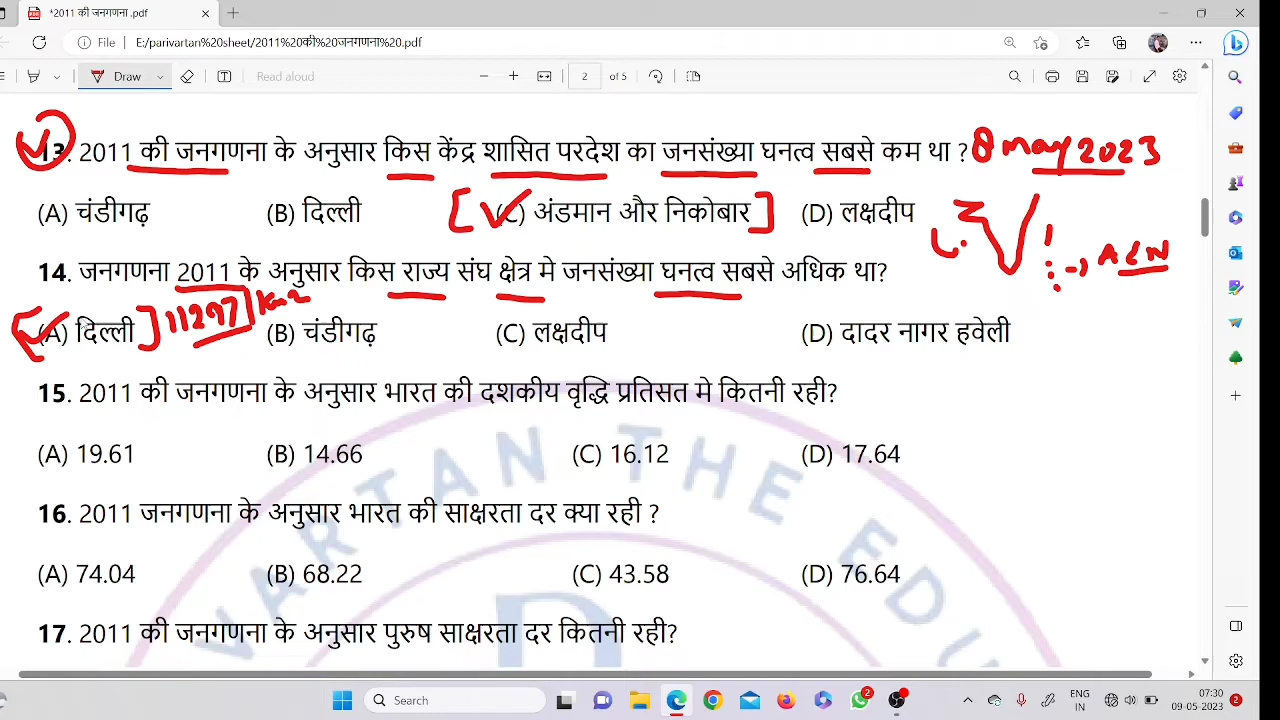 *2011 की जनगणना .pdf
File E:/parivartan%20sheet/2011%20की%20जनगणना%20.pdf
Draw Read aloud 2 of 5
13. 2011 की जनगणना के अनुसार किस केंद्र शासित परदेश का जनसंख्या घनत्व सबसे कम था ? 8 may 2023
(A) चंडीगढ़ (B) दिल्ली (C) अंडमान और निकोबार (D) लक्षदीप
14. जनगणना 2011 के अनुसार किस राज्य संघ क्षेत्र मे जनसंख्या घनत्व सबसे अधिक था? A & N
(A) दिल्ली 11297/km2 (B) चंडीगढ़ (C) लक्षदीप (D) दादर नागर हवेली
15. 2011 की जनगणना के अनुसार भारत की दशकीय वृद्धि प्रतिसत मे कितनी रही?
(A) 19.61 (B) 14.66 (C) 16.12 (D) 17.64
16. 2011 जनगणना के अनुसार भारत की साक्षरता दर क्या रही ?
(A) 74.04 (B) 68.22 (C) 43.58 (D) 76.64
17. 2011 की जनगणना के अनुसार पुरुष साक्षरता दर कितनी रही?
VARTAN THE EDU
Search ENG 07:30
IN 09-05-2023 2